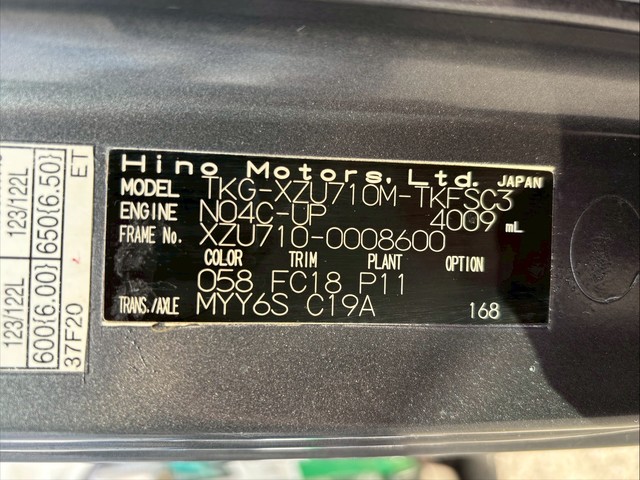 Hino Motors, Ltd. JAPAN
MODEL TKG-XZU710M-TKFSC3
ENGINE N04C-UP 4009 mL
FRAME No. XZU710-0008600
COLOR TRIM PLANT OPTION
058 FC18 P11
TRANS./AXLE MYY6S C19A 168
123/122L 123/122L
600(6.00) 650(6.50)
37F20 ET